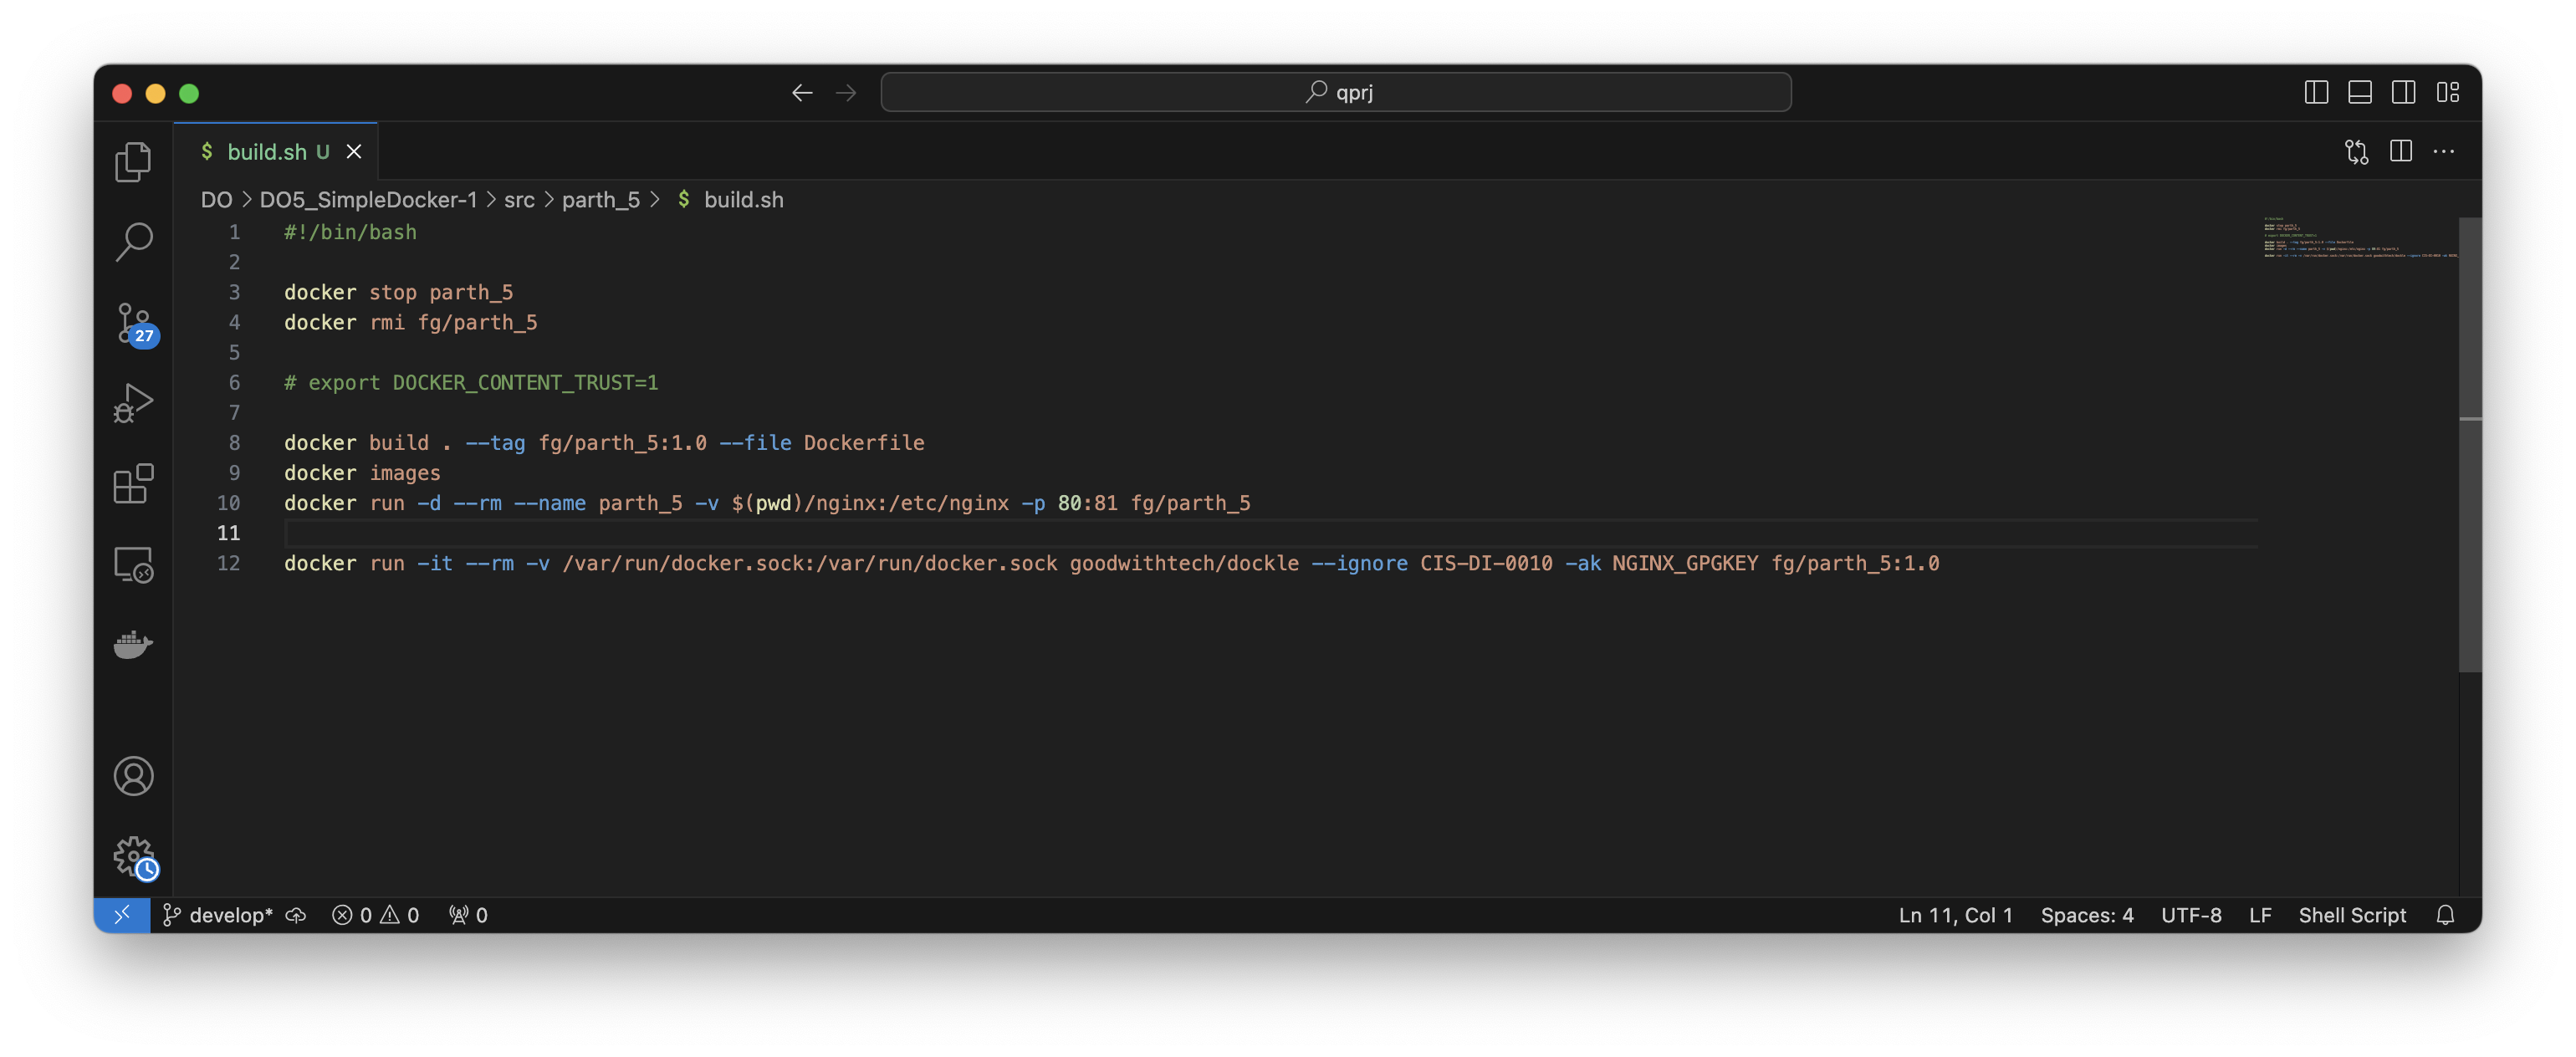 qprj
$ build.sh U
DO > DO5_SimpleDocker-1 > src > parth_5 > $ build.sh
1 #!/bin/bash
2
3 docker stop parth_5
4 docker rmi fg/parth_5
5
6 # export DOCKER_CONTENT_TRUST=1
7
8 docker build . --tag fg/parth_5:1.0 --file Dockerfile
9 docker images
10 docker run -d --rm --name parth_5 -v $(pwd)/nginx:/etc/nginx -p 80:81 fg/parth_5
11
12 docker run -it --rm -v /var/run/docker.sock:/var/run/docker.sock goodwithtech/dockle --ignore CIS-DI-0010 -ak NGINX_GPGKEY fg/parth_5:1.0
27
develop* 0 0 0 Ln 11, Col 1 Spaces: 4 UTF-8 LF Shell Script